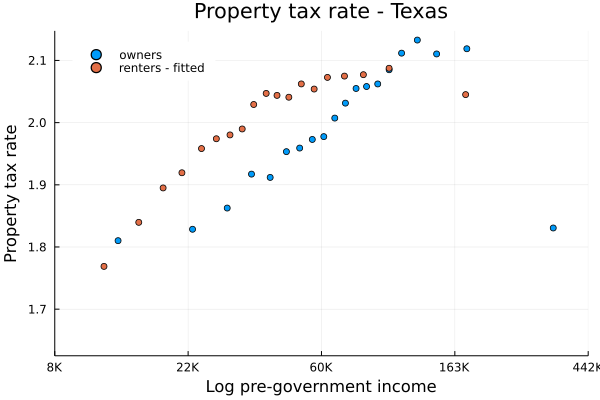 Property tax rate - Texas
owners
renters - fitted
Property tax rate
2.1
2.0
1.9
1.8
1.7
8K 22K 60K 163K 442K
Log pre-government income